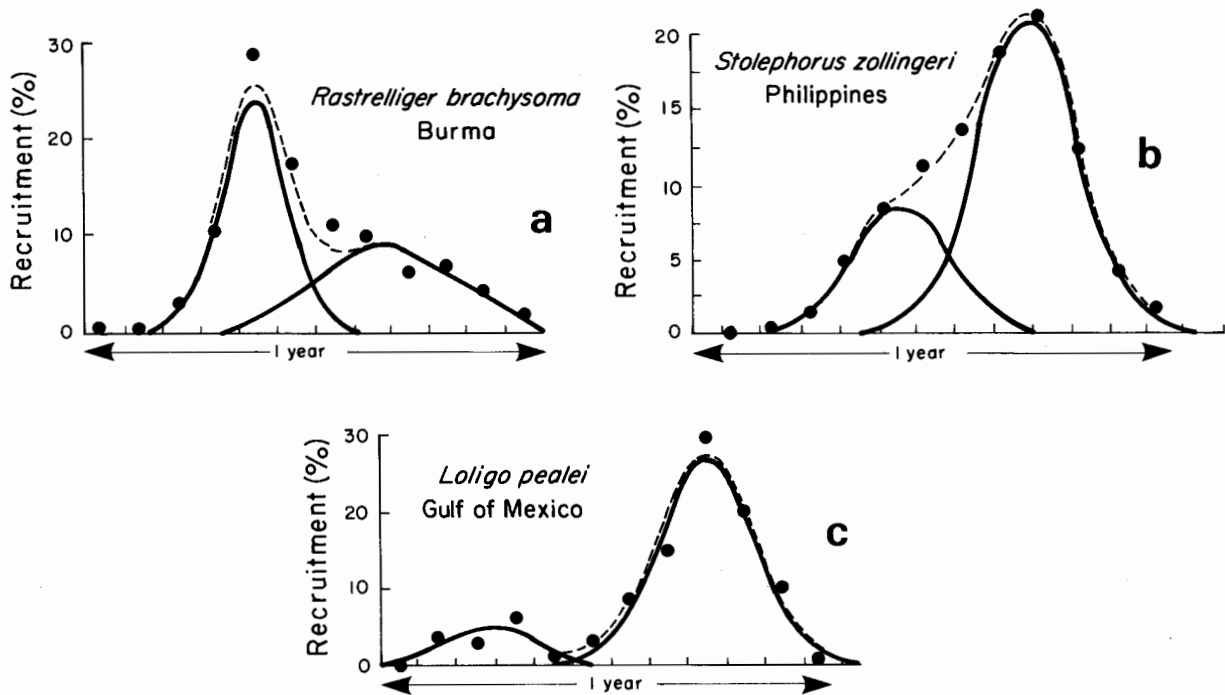 30
20
10
0
Recruitment (%)
Rastrelliger brachysoma
Burma
a
1 year
20
15
10
5
0
Recruitment (%)
Stolephorus zollingeri
Philippines
b
1 year
30
20
10
0
Recruitment (%)
Loligo pealei
Gulf of Mexico
c
1 year